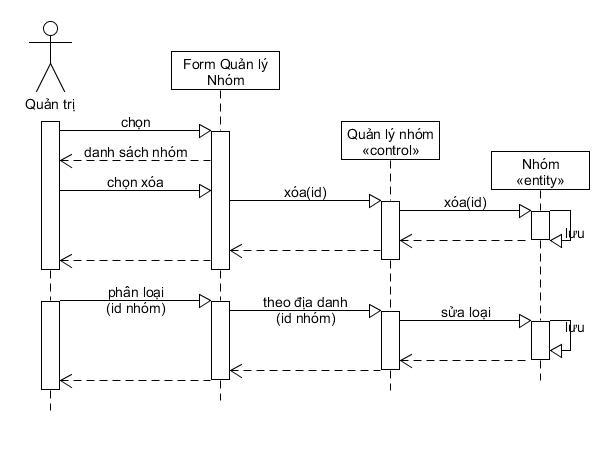 Quản trị
Form Quản lý
Nhóm
Quản lý nhóm
«control»
Nhóm
«entity»
chọn
danh sách nhóm
chọn xóa
xóa(id)
xóa(id)
lưu
phân loại
(id nhóm)
theo địa danh
(id nhóm)
sửa loại
lưu